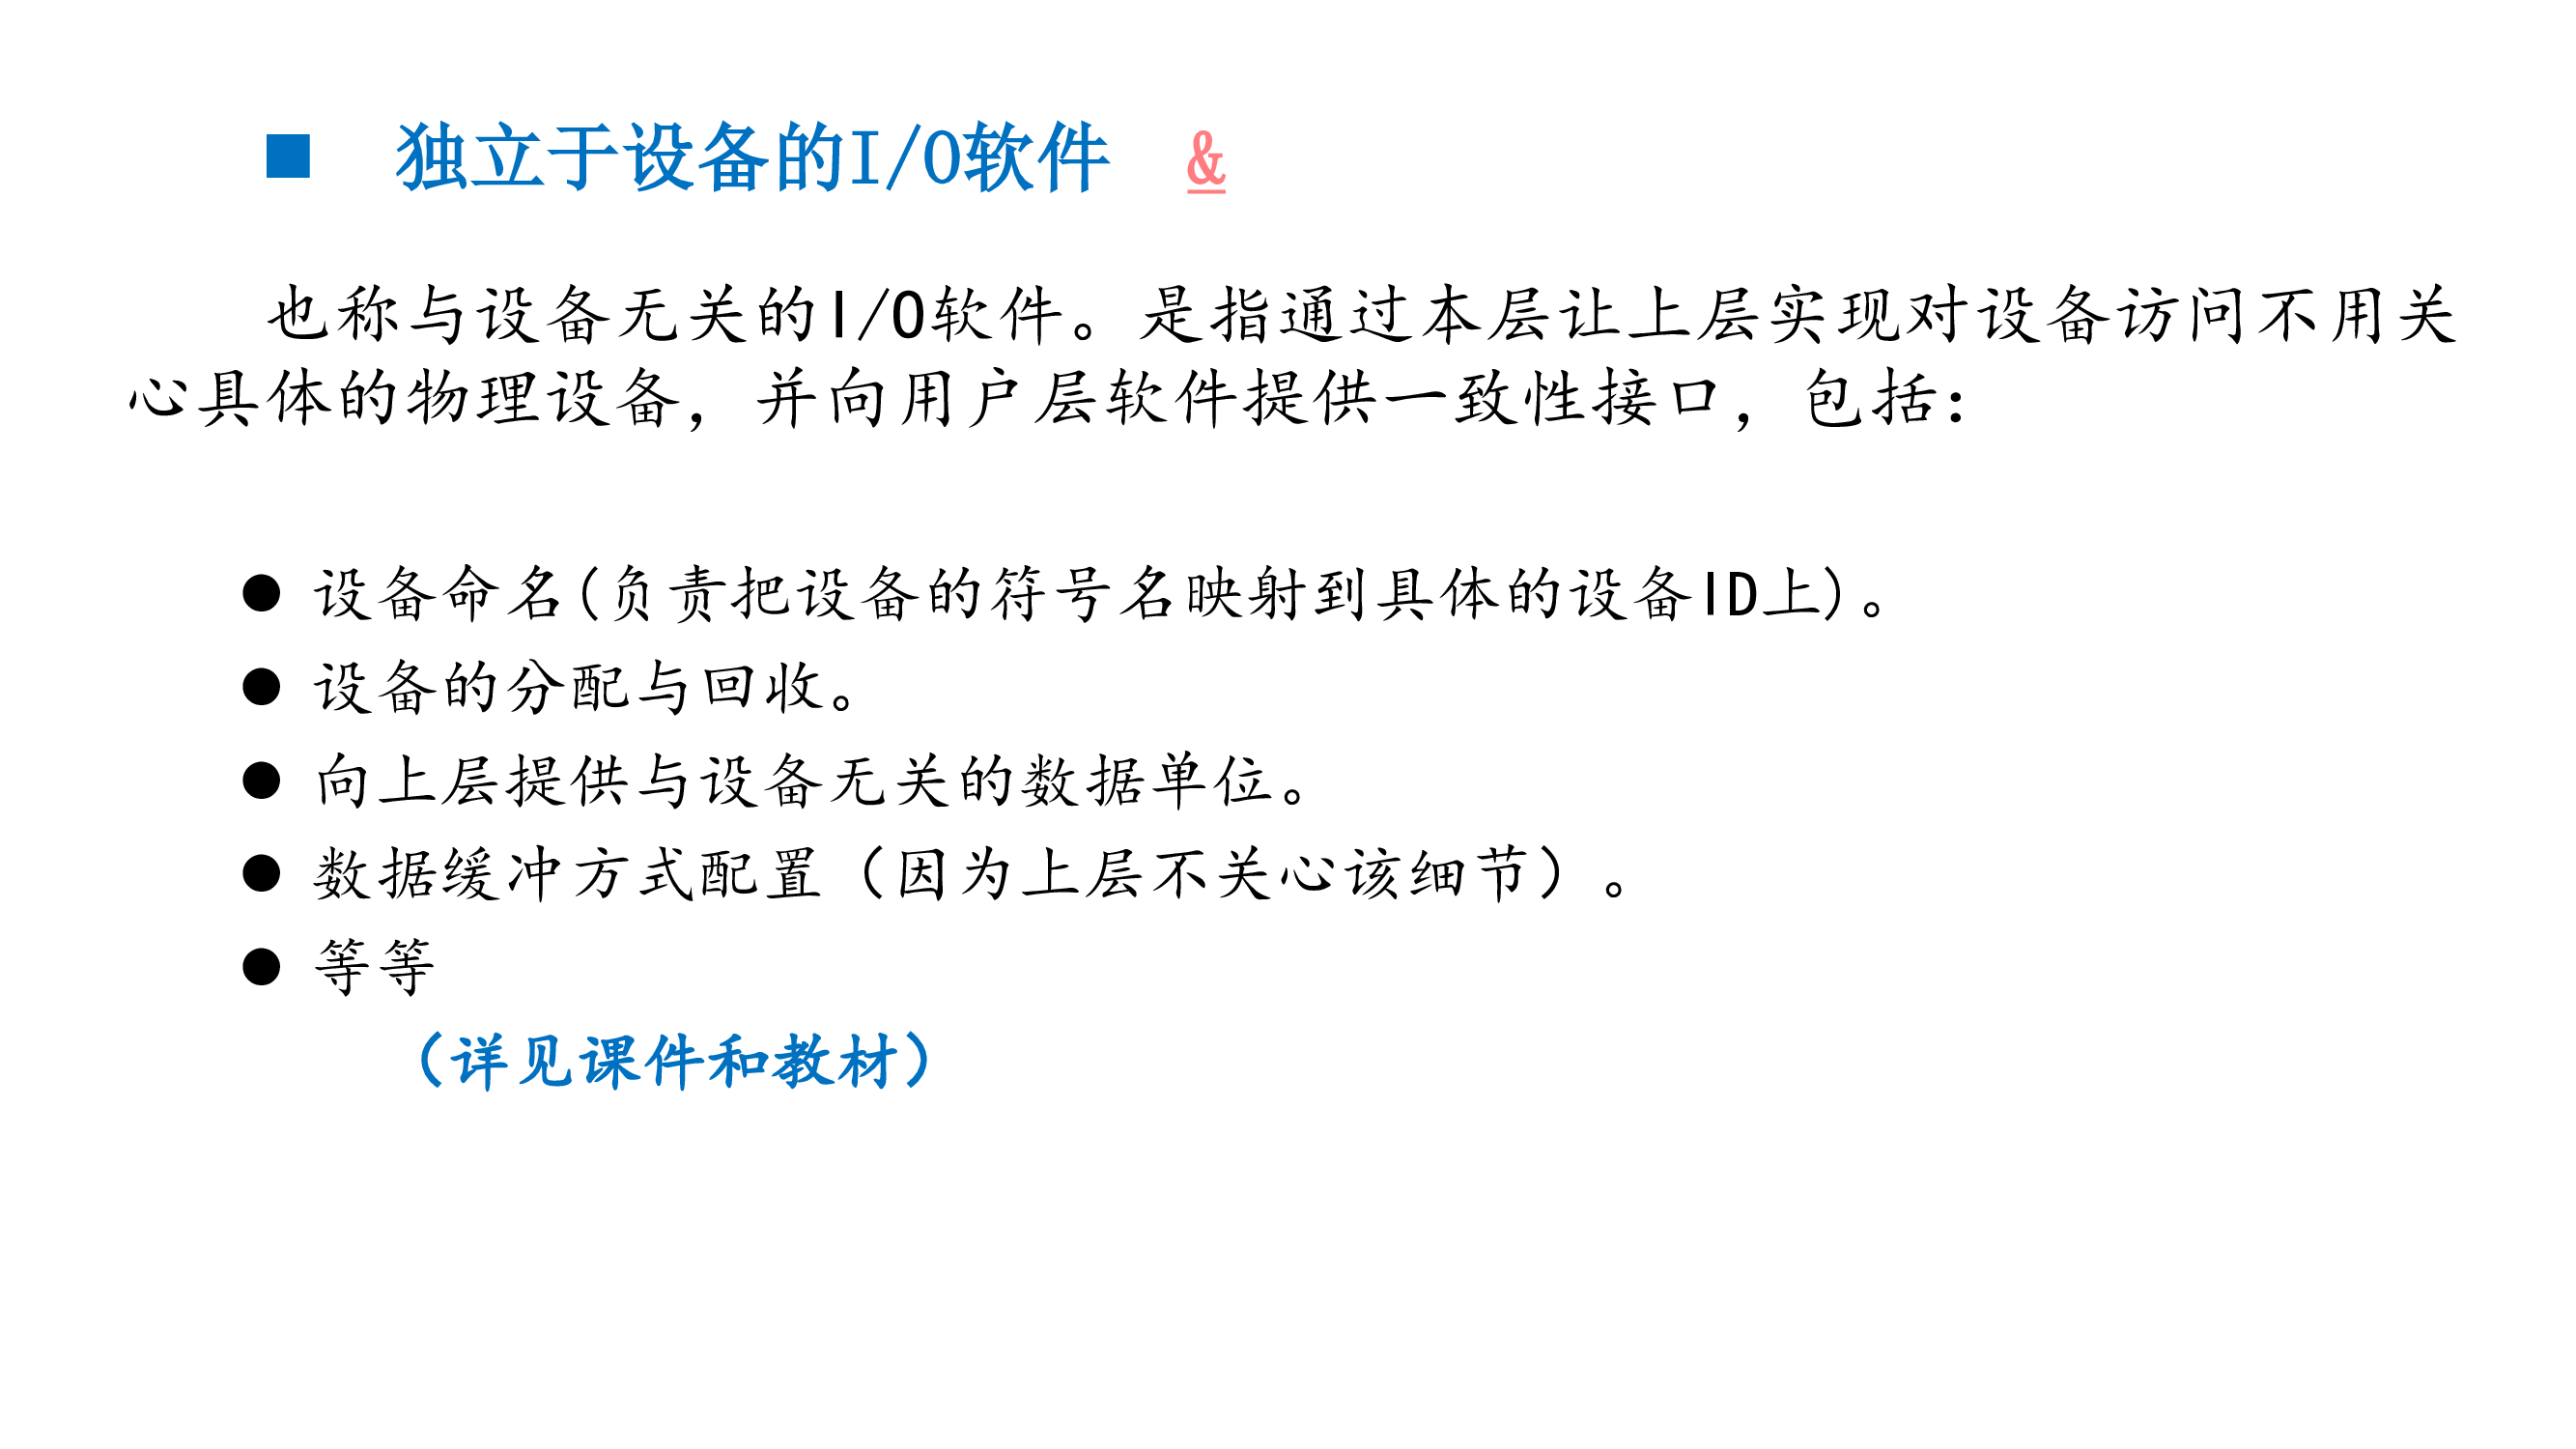 ■ 独立于设备的I/O软件 &
也称与设备无关的I/O软件。是指通过本层让上层实现对设备访问不用关
心具体的物理设备，并向用户层软件提供一致性接口，包括：
● 设备命名(负责把设备的符号名映射到具体的设备ID上)。
● 设备的分配与回收。
● 向上层提供与设备无关的数据单位。
● 数据缓冲方式配置（因为上层不关心该细节）。
● 等等
（详见课件和教材）